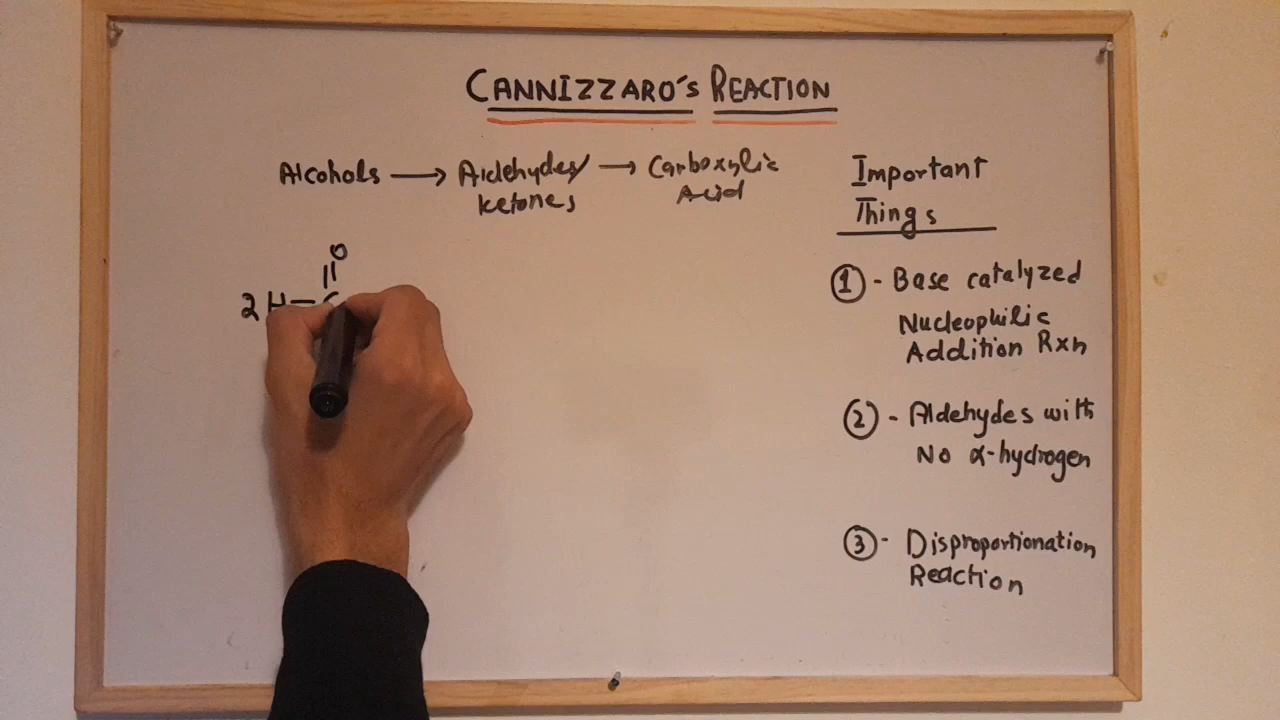 CANNIZZARO'S REACTION
Alcohols → Aldehydes/ → Carboxylic
Ketones Acid
Important
Things
① - Base catalyzed
Nucleophilic
Addition Rxn
② - Aldehydes with
No α-hydrogen
③ - Disproportionation
Reaction
O
||
2 H — C